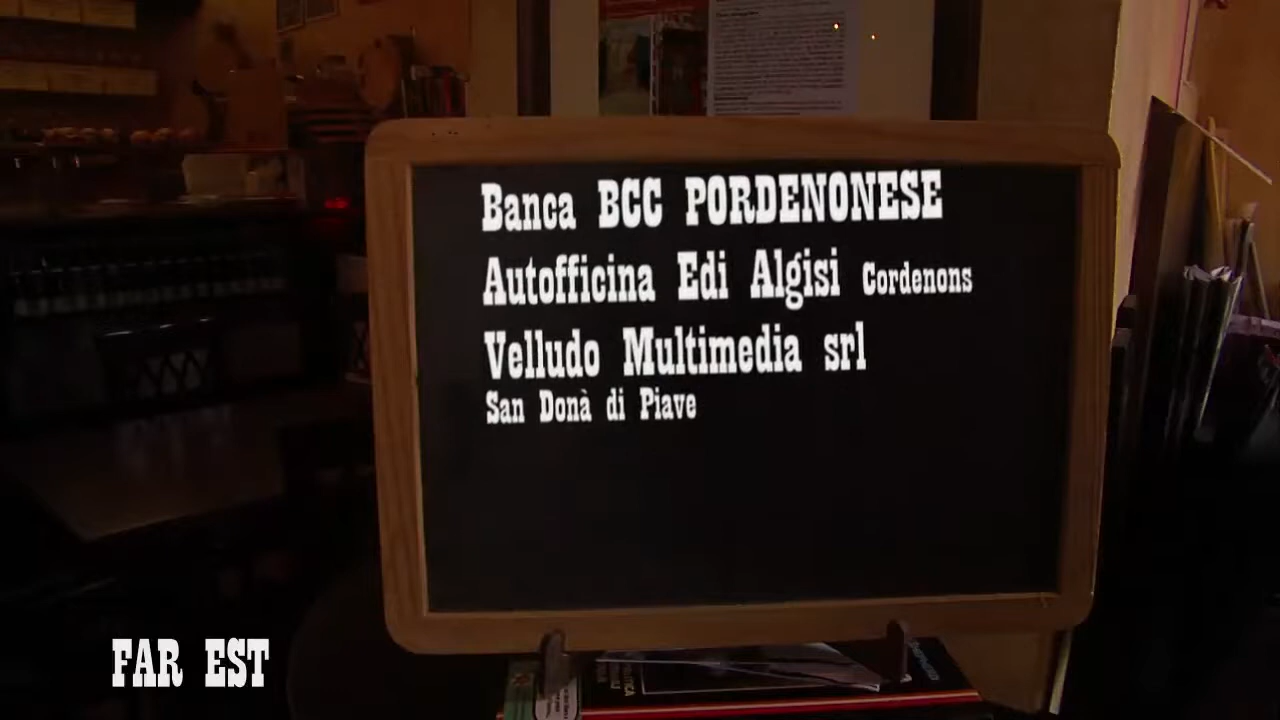 Banca BCC PORDENONESE
Autofficina Edi Algisi Cordenons
Velludo Multimedia srl
San Donà di Piave
FAR EST